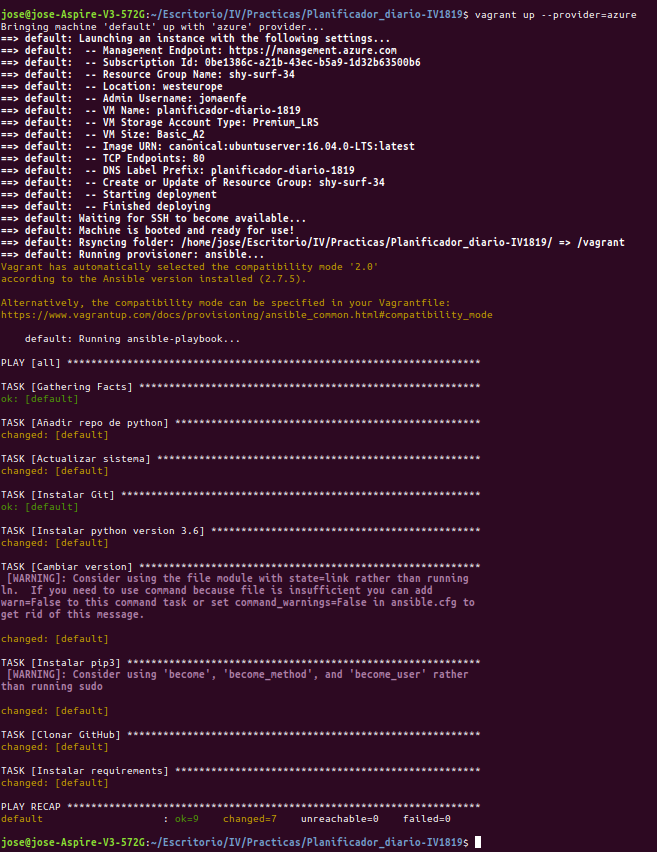 jose@jose-Aspire-V3-572G:~/Escritorio/IV/Practicas/Planificador_diario-IV1819$ vagrant up --provider=azure
Bringing machine 'default' up with 'azure' provider...
==> default: Launching an instance with the following settings...
==> default:  -- Management Endpoint: https://management.azure.com
==> default:  -- Subscription Id: 0be1386c-a21b-43ec-b5a9-1d32b63500b6
==> default:  -- Resource Group Name: shy-surf-34
==> default:  -- Location: westeurope
==> default:  -- Admin Username: jomaenfe
==> default:  -- VM Name: planificador-diario-1819
==> default:  -- VM Storage Account Type: Premium_LRS
==> default:  -- VM Size: Basic_A2
==> default:  -- Image URN: canonical:ubuntuserver:16.04.0-LTS:latest
==> default:  -- TCP Endpoints: 80
==> default:  -- DNS Label Prefix: planificador-diario-1819
==> default:  -- Create or Update of Resource Group: shy-surf-34
==> default:  -- Starting deployment
==> default:  -- Finished deploying
==> default: Waiting for SSH to become available...
==> default: Machine is booted and ready for use!
==> default: Rsyncing folder: /home/jose/Escritorio/IV/Practicas/Planificador_diario-IV1819/ => /vagrant
==> default: Running provisioner: ansible...
Vagrant has automatically selected the compatibility mode '2.0'
according to the Ansible version installed (2.7.5).
Alternatively, the compatibility mode can be specified in your Vagrantfile:
https://www.vagrantup.com/docs/provisioning/ansible_common.html#compatibility_mode
    default: Running ansible-playbook...
PLAY [all] *********************************************************************
TASK [Gathering Facts] *********************************************************
ok: [default]
TASK [Añadir repo de python] ***************************************************
changed: [default]
TASK [Actualizar sistema] ******************************************************
changed: [default]
TASK [Instalar Git] ************************************************************
ok: [default]
TASK [Instalar python version 3.6] *********************************************
changed: [default]
TASK [Cambiar version] *********************************************************
 [WARNING]: Consider using the file module with state=link rather than running
ln.  If you need to use command because file is insufficient you can add
warn=False to this command task or set command_warnings=False in ansible.cfg to
get rid of this message.
changed: [default]
TASK [Instalar pip3] ***********************************************************
 [WARNING]: Consider using 'become', 'become_method', and 'become_user' rather
than running sudo
changed: [default]
TASK [Clonar GitHub] ***********************************************************
changed: [default]
TASK [Instalar requirements] ***************************************************
changed: [default]
PLAY RECAP *********************************************************************
default                    : ok=9    changed=7    unreachable=0    failed=0
jose@jose-Aspire-V3-572G:~/Escritorio/IV/Practicas/Planificador_diario-IV1819$